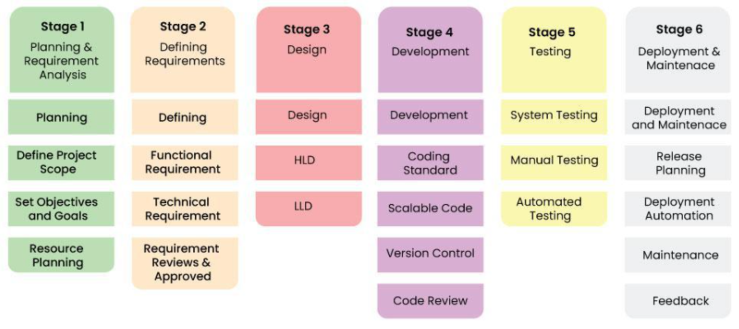 Stage 1
Planning &
Requirement
Analysis
Planning
Define Project
Scope
Set Objectives
and Goals
Resource
Planning
Stage 2
Defining
Requirements
Defining
Functional
Requirement
Technical
Requirement
Requirement
Reviews &
Approved
Stage 3
Design
Design
HLD
LLD
Stage 4
Development
Development
Coding
Standard
Scalable Code
Version Control
Code Review
Stage 5
Testing
System Testing
Manual Testing
Automated
Testing
Stage 6
Deployment &
Maintenace
Deployment
and Maintenace
Release
Planning
Deployment
Automation
Maintenance
Feedback